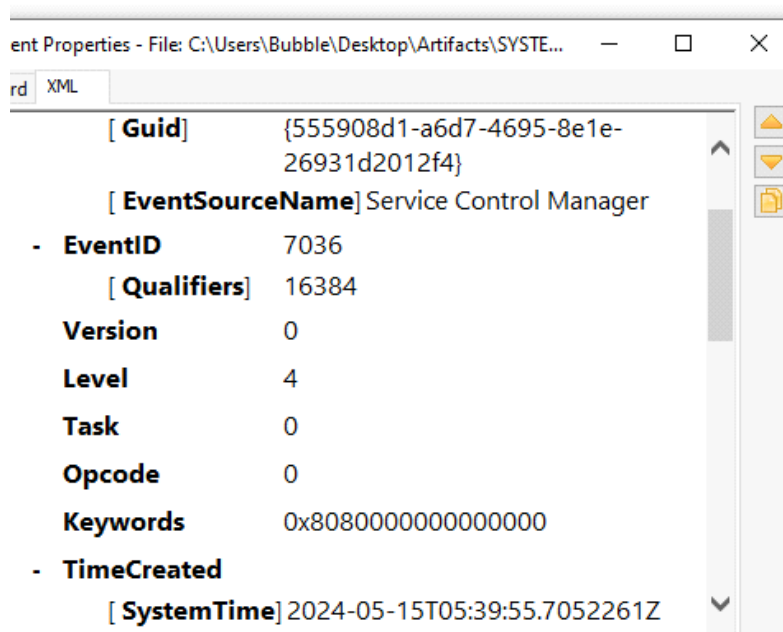 ent Properties - File: C:\Users\Bubble\Desktop\Artifacts\SYSTE...
rd XML
[ Guid] {555908d1-a6d7-4695-8e1e-
26931d2012f4}
[ EventSourceName] Service Control Manager
- EventID 7036
[ Qualifiers] 16384
Version 0
Level 4
Task 0
Opcode 0
Keywords 0x8080000000000000
- TimeCreated
[ SystemTime] 2024-05-15T05:39:55.7052261Z